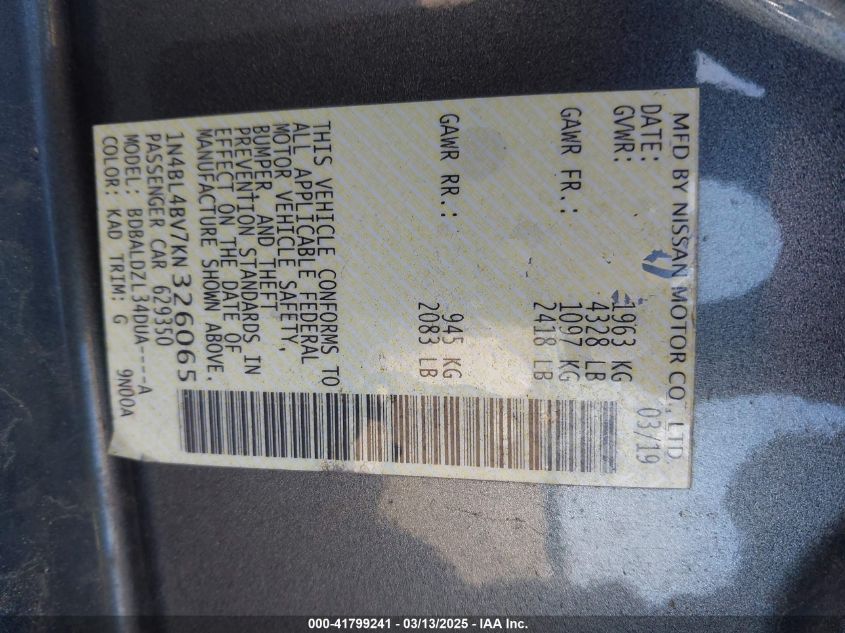 MFD BY NISSAN MOTOR CO., LTD.
DATE: 03/19
GVWR: 1963 KG
4328 LB
GAWR FR.: 1097 KG
2418 LB
GAWR RR.: 945 KG
2083 LB
THIS VEHICLE CONFORMS TO
ALL APPLICABLE FEDERAL
MOTOR VEHICLE SAFETY,
BUMPER, AND THEFT
PREVENTION STANDARDS IN
EFFECT ON THE DATE OF
MANUFACTURE SHOWN ABOVE.
1N4BL4BV7KN326065
PASSENGER CAR 629350
MODEL: BDBALDZL34DUA----A
COLOR: KAD TRIM: G 9N00A
000-41799241 - 03/13/2025 - IAA Inc.